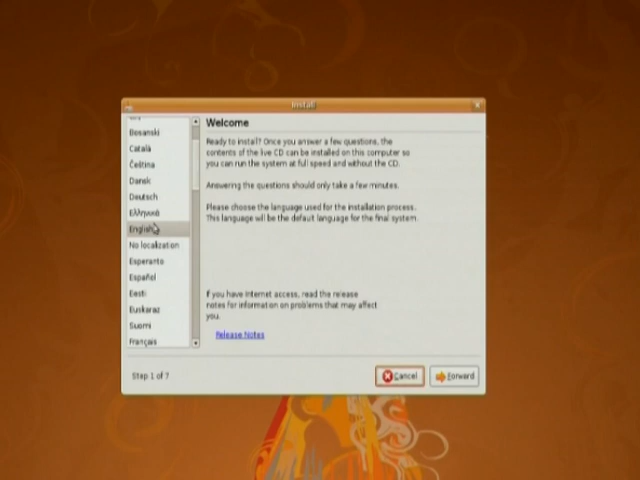 Install
Bosanski
Català
Čeština
Dansk
Deutsch
Ελληνικά
English
No localization
Esperanto
Español
Eesti
Euskaraz
Suomi
Français
Welcome
Ready to install? Once you answer a few questions, the
contents of the live CD can be installed on this computer so
you can run the system at full speed and without the CD.
Answering the questions should only take a few minutes.
Please choose the language used for the installation process.
This language will be the default language for the final system.
If you have Internet access, read the release
notes for information on problems that may affect
you.
Release Notes
Step 1 of 7
Cancel
Forward